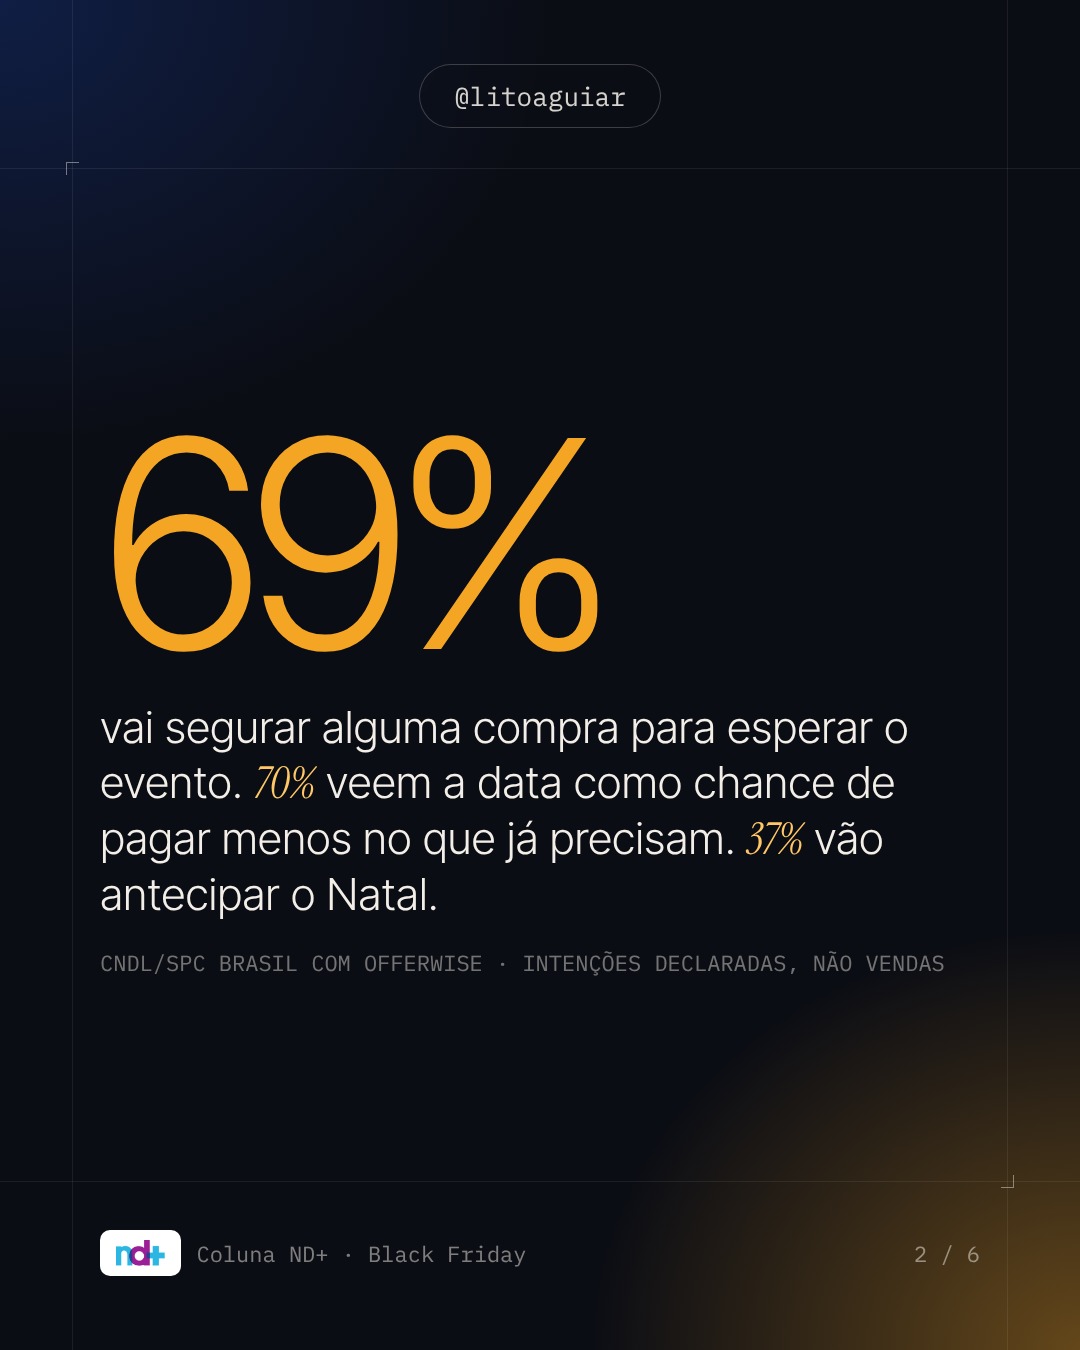 @litoaguiar
69%
vai segurar alguma compra para esperar o
evento. 70% veem a data como chance de
pagar menos no que já precisam. 37% vão
antecipar o Natal.
CNDL/SPC BRASIL COM OFFERWISE · INTENÇÕES DECLARADAS, NÃO VENDAS
nd+ Coluna ND+ · Black Friday
2 / 6